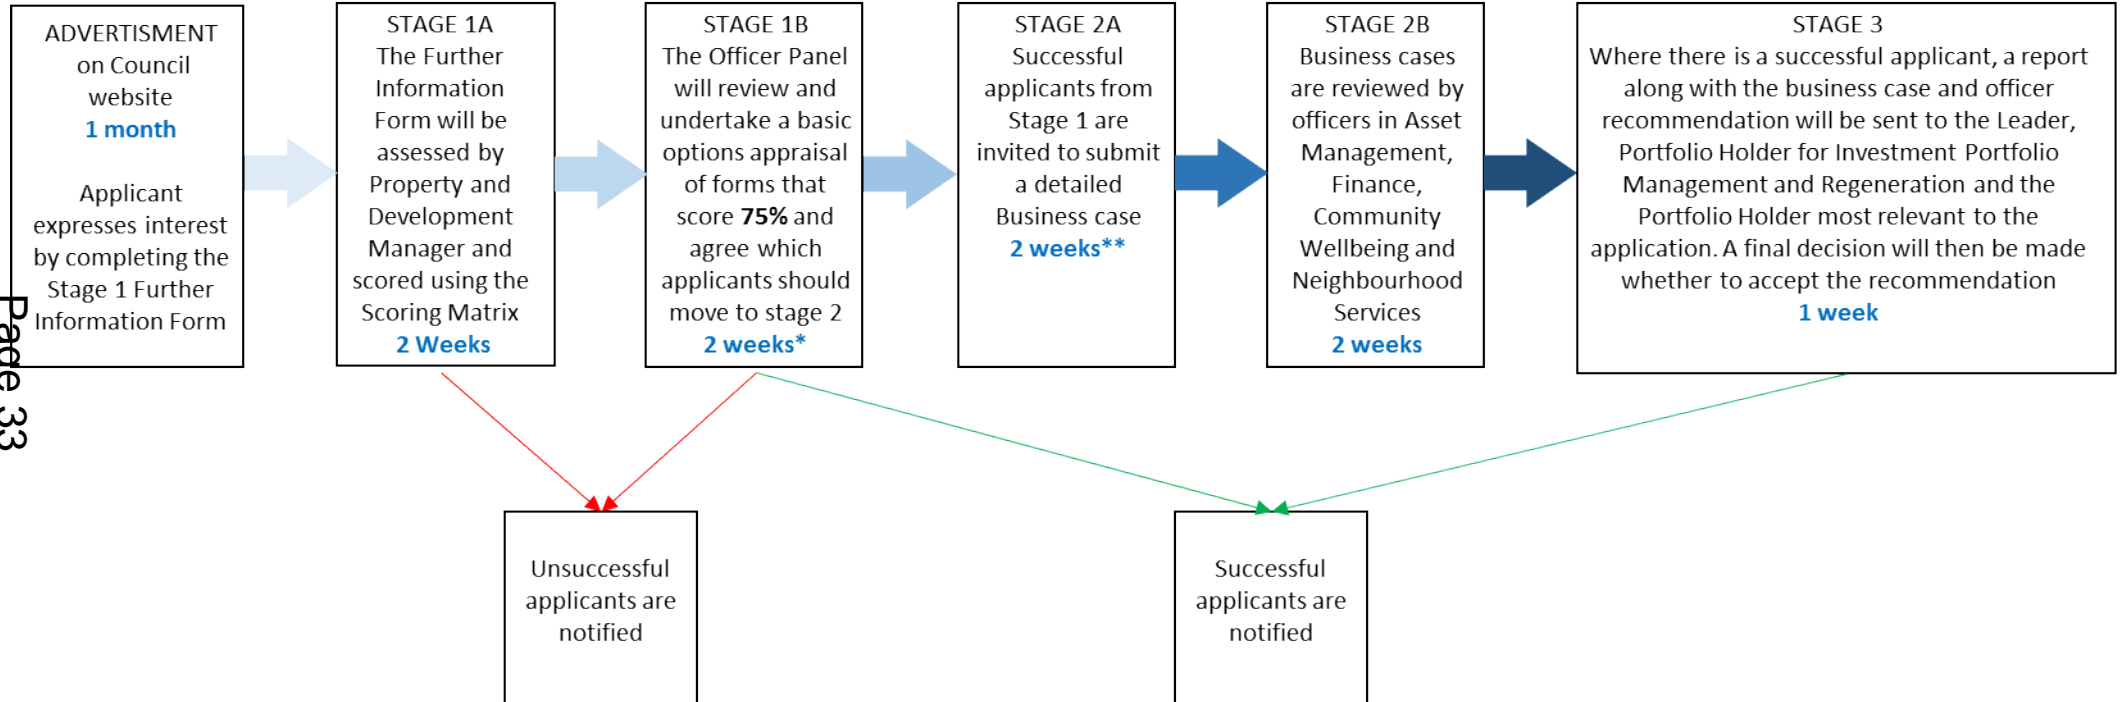 ADVERTISMENT
on Council
website
1 month
Applicant
expresses interest
by completing the
Stage 1 Further
Information Form
STAGE 1A
The Further
Information
Form will be
assessed by
Property and
Development
Manager and
scored using the
Scoring Matrix
2 Weeks
STAGE 1B
The Officer Panel
will review and
undertake a basic
options appraisal
of forms that
score 75% and
agree which
applicants should
move to stage 2
2 weeks*
STAGE 2A
Successful
applicants from
Stage 1 are
invited to submit
a detailed
Business case
2 weeks**
STAGE 2B
Business cases
are reviewed by
officers in Asset
Management,
Finance,
Community
Wellbeing and
Neighbourhood
Services
2 weeks
STAGE 3
Where there is a successful applicant, a report
along with the business case and officer
recommendation will be sent to the Leader,
Portfolio Holder for Investment Portfolio
Management and Regeneration and the
Portfolio Holder most relevant to the
application. A final decision will then be made
whether to accept the recommendation
1 week
Page 33
Unsuccessful
applicants are
notified
Successful
applicants are
notified